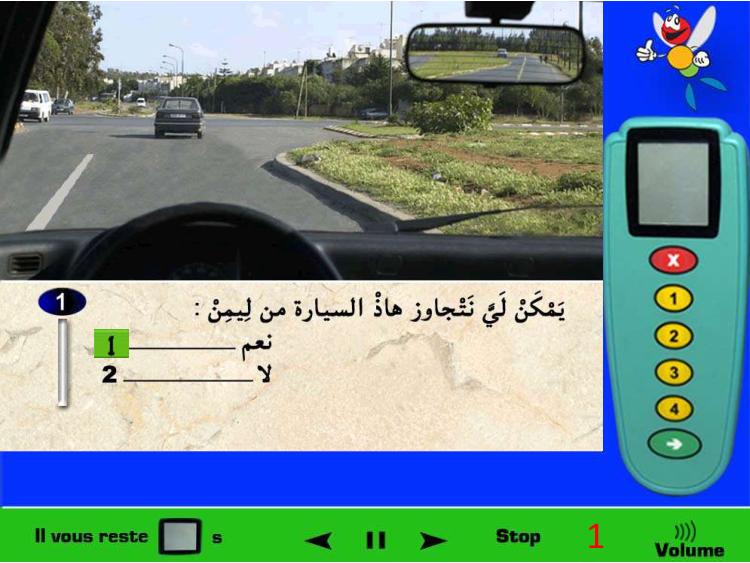 1
يَمْكَنْ لَيَّ نَتْجاوز هاذْ السيارة من لِيمِنْ :
نعم 1
لا 2
X
1
2
3
4
Il vous reste s
Stop
1
Volume